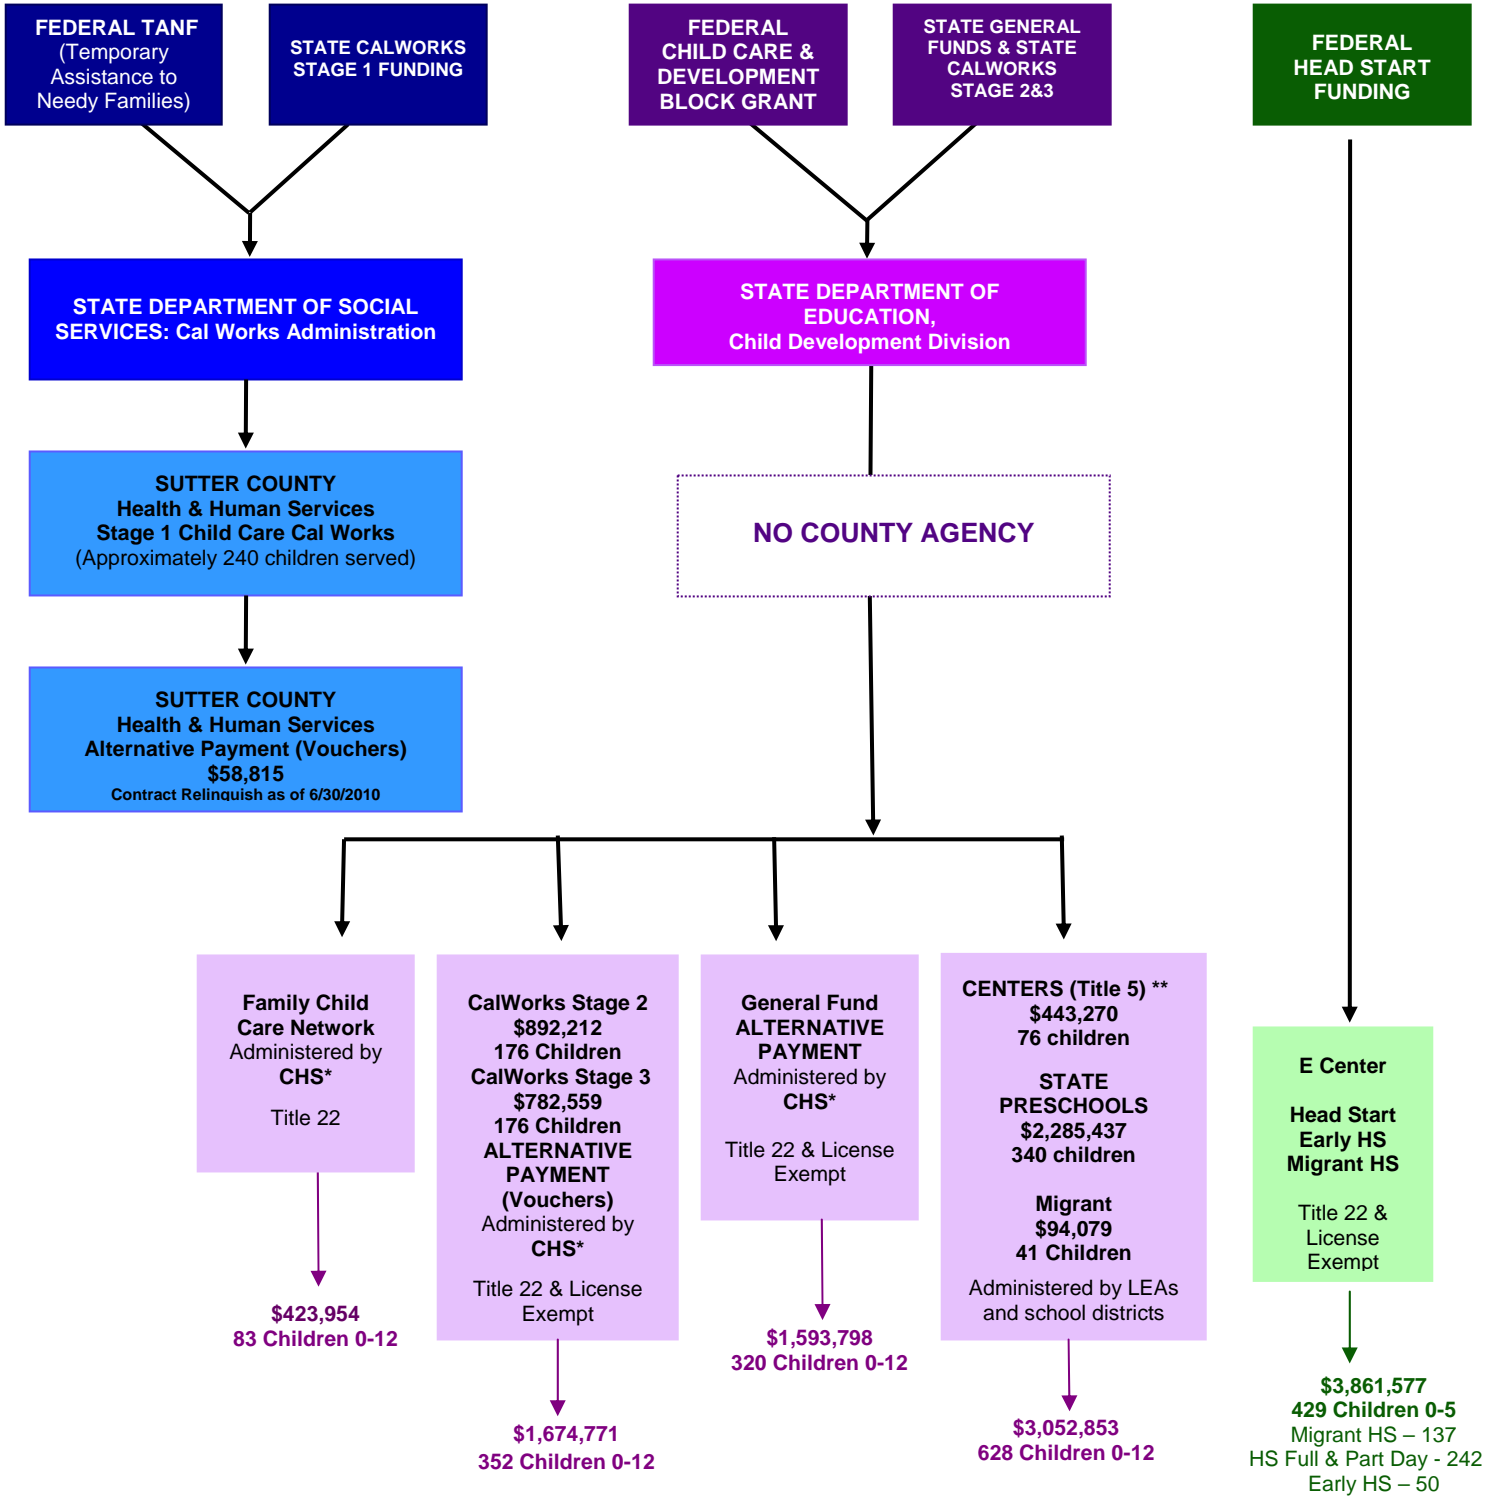 FEDERAL TANF
(Temporary
Assistance to
Needy Families)
STATE CALWORKS
STAGE 1 FUNDING
FEDERAL
CHILD CARE &
DEVELOPMENT
BLOCK GRANT
STATE GENERAL
FUNDS & STATE
CALWORKS
STAGE 2&3
FEDERAL
HEAD START
FUNDING
STATE DEPARTMENT OF SOCIAL
SERVICES: Cal Works Administration
STATE DEPARTMENT OF
EDUCATION,
Child Development Division
SUTTER COUNTY
Health & Human Services
Stage 1 Child Care Cal Works
(Approximately 240 children served)
NO COUNTY AGENCY
SUTTER COUNTY
Health & Human Services
Alternative Payment (Vouchers)
$58,815
Contract Relinquish as of 6/30/2010
Family Child
Care Network
Administered by
CHS*
Title 22
$423,954
83 Children 0-12
CalWorks Stage 2
$892,212
176 Children
CalWorks Stage 3
$782,559
176 Children
ALTERNATIVE
PAYMENT
(Vouchers)
Administered by
CHS*
Title 22 & License
Exempt
$1,674,771
352 Children 0-12
General Fund
ALTERNATIVE
PAYMENT
Administered by
CHS*
Title 22 & License
Exempt
$1,593,798
320 Children 0-12
CENTERS (Title 5) **
$443,270
76 children
STATE
PRESCHOOLS
$2,285,437
340 children
Migrant
$94,079
41 Children
Administered by LEAs
and school districts
$3,052,853
628 Children 0-12
E Center
Head Start
Early HS
Migrant HS
Title 22 &
License
Exempt
$3,861,577
429 Children 0-5
Migrant HS – 137
HS Full & Part Day - 242
Early HS – 50